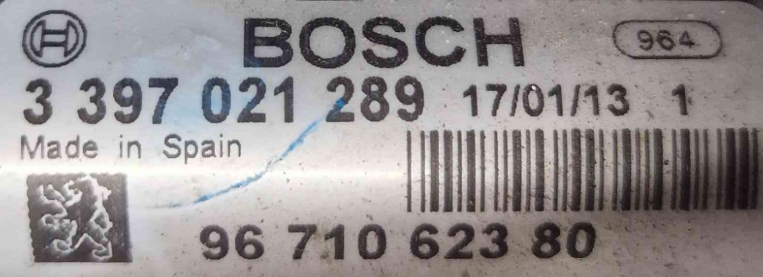 BOSCH 964
3 397 021 289 17/01/13 1
Made in Spain
96 710 623 80